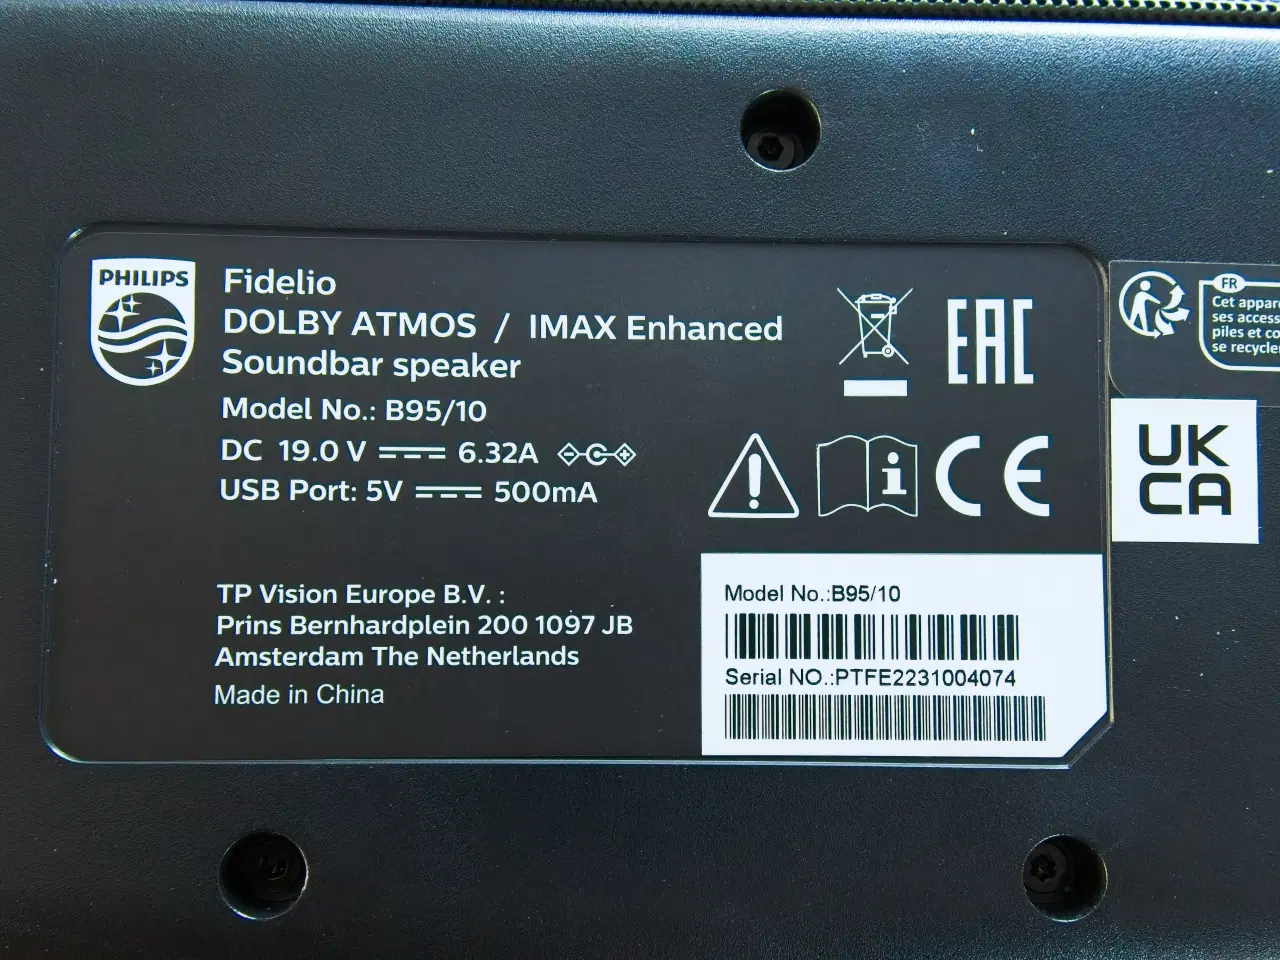 PHILIPS
Fidelio
DOLBY ATMOS / IMAX Enhanced
Soundbar speaker
Model No.: B95/10
DC 19.0 V 6.32A
USB Port: 5V 500mA
TP Vision Europe B.V. :
Prins Bernhardplein 200 1097 JB
Amsterdam The Netherlands
Made in China
EAC
CE
Model No.:B95/10
Serial NO.:PTFE2231004074
FR
Cet appar
ses access
piles et co
se recycle
UK
CA